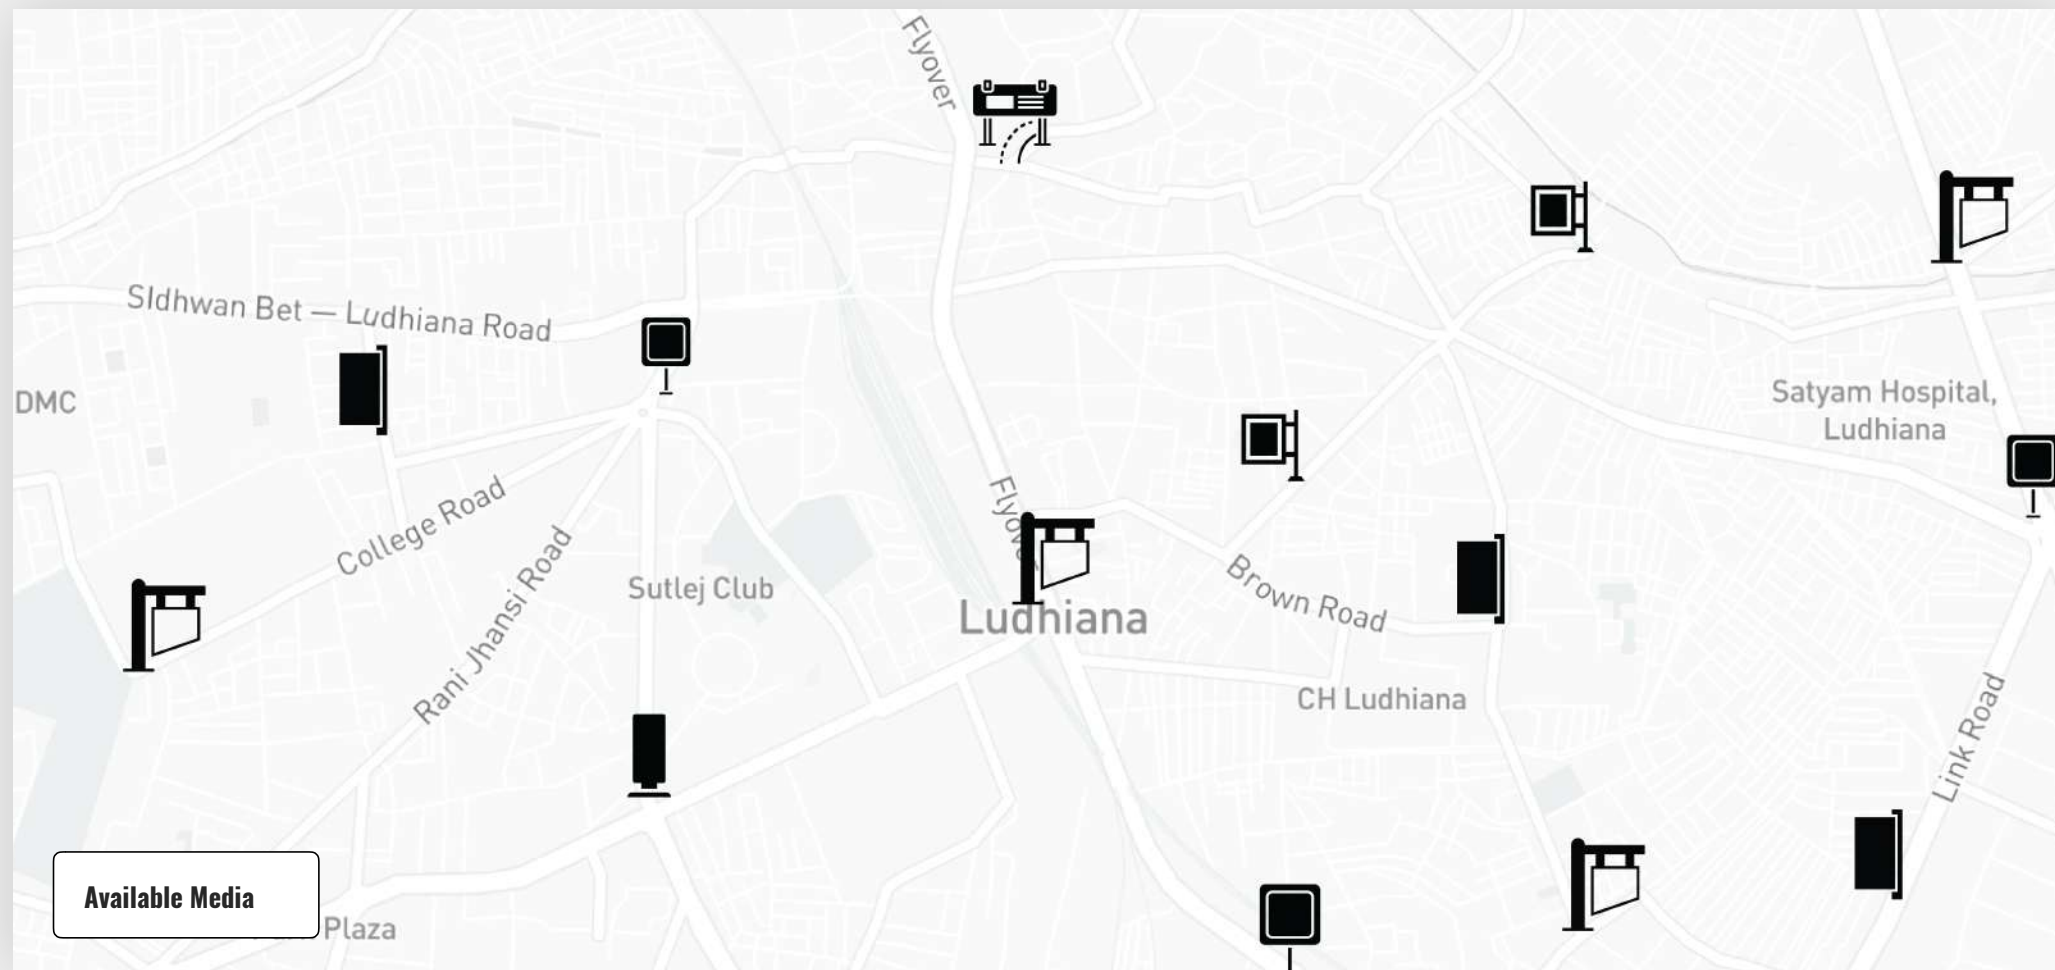 Flyover
SIdhwan Bet — Ludhiana Road
DMC
Satyam Hospital,
Ludhiana
College Road
Rani Jhansi Road
Sutlej Club
Ludhiana
Brown Road
CH Ludhiana
Link Road
Available Media
Plaza